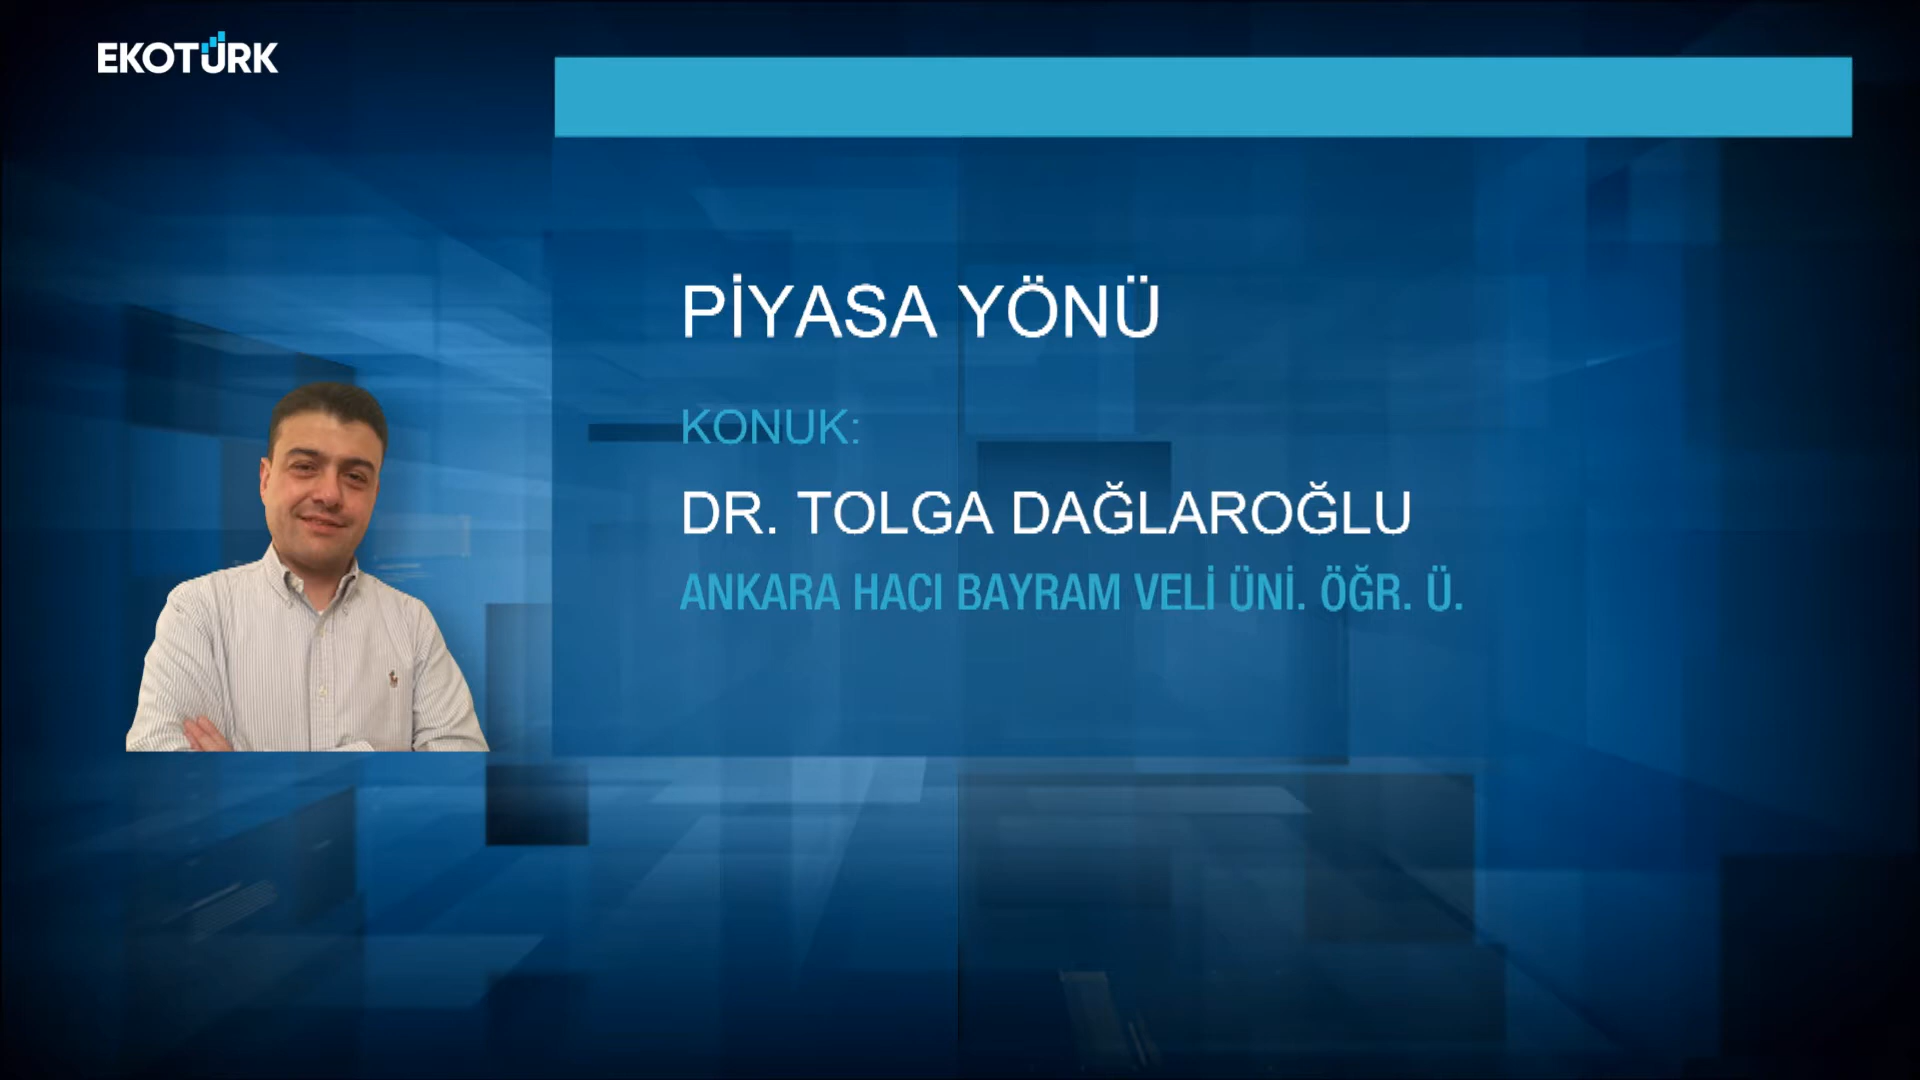 EKOTÜRK
PİYASA YÖNÜ
KONUK:
DR. TOLGA DAĞLAROĞLU
ANKARA HACI BAYRAM VELİ ÜNİ. ÖĞR. Ü.